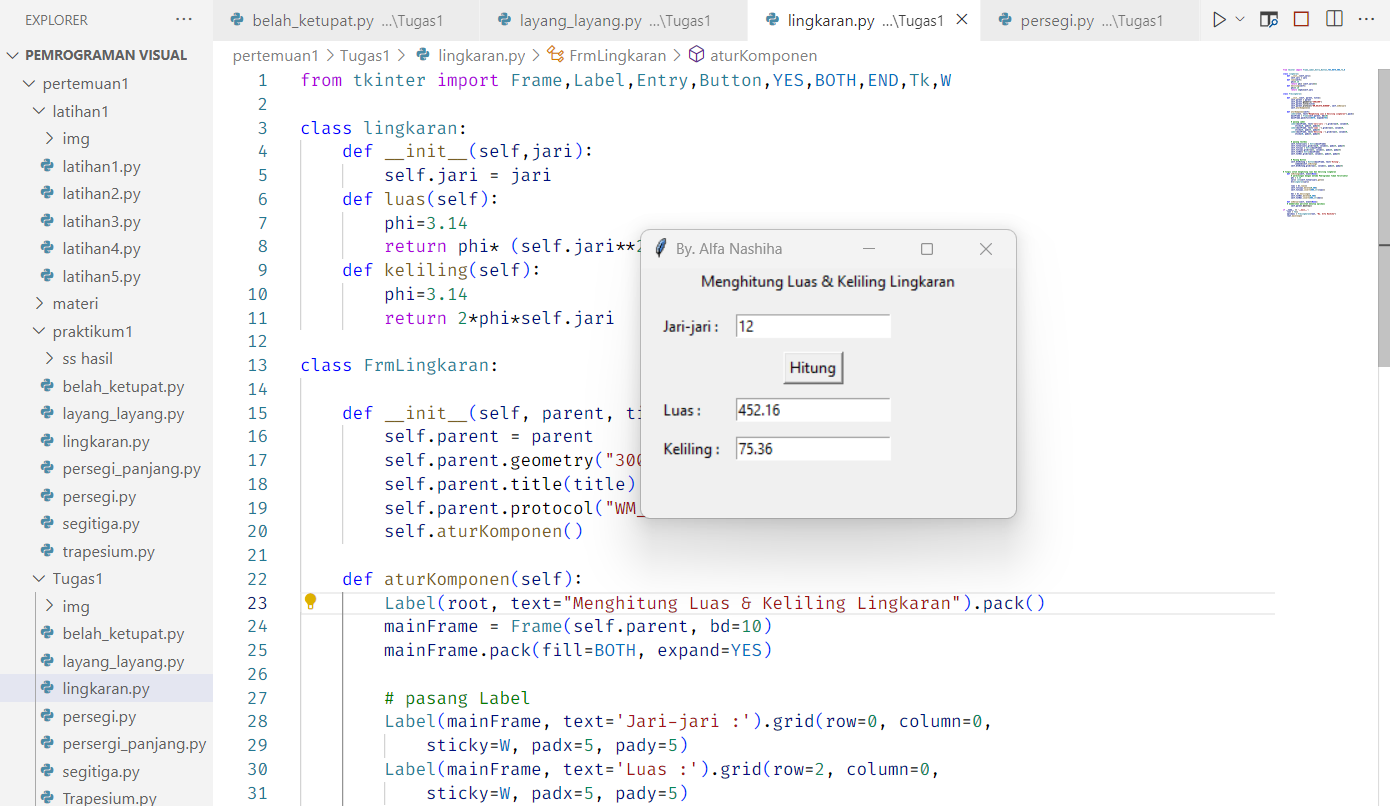 EXPLORER
PEMROGRAMAN VISUAL
pertemuan1
latihan1
img
latihan1.py
latihan2.py
latihan3.py
latihan4.py
latihan5.py
materi
praktikum1
ss hasil
belah_ketupat.py
layang_layang.py
lingkaran.py
persegi_panjang.py
persegi.py
segitiga.py
trapesium.py
Tugas1
img
belah_ketupat.py
layang_layang.py
lingkaran.py
persegi.py
persergi_panjang.py
segitiga.py
Trapesium.py
belah_ketupat.py ...\Tugas1
layang_layang.py ...\Tugas1
lingkaran.py ...\Tugas1
persegi.py ...\Tugas1
pertemuan1 > Tugas1 > lingkaran.py > FrmLingkaran > aturKomponen
1 from tkinter import Frame,Label,Entry,Button,YES,BOTH,END,Tk,W
2
3 class lingkaran:
4 def __init__(self,jari):
5 self.jari = jari
6 def luas(self):
7 phi=3.14
8 return phi* (self.jari**
9 def keliling(self):
10 phi=3.14
11 return 2*phi*self.jari
12
13 class FrmLingkaran:
14
15 def __init__(self, parent,
16 self.parent = parent
17 self.parent.geometry("300
18 self.parent.title(title)
19 self.parent.protocol("WM_
20 self.aturKomponen()
21
22 def aturKomponen(self):
23 Label(root, text="Menghitung Luas & Keliling Lingkaran").pack()
24 mainFrame = Frame(self.parent, bd=10)
25 mainFrame.pack(fill=BOTH, expand=YES)
26
27 # pasang Label
28 Label(mainFrame, text='Jari-jari :').grid(row=0, column=0,
29 sticky=W, padx=5, pady=5)
30 Label(mainFrame, text='Luas :').grid(row=2, column=0,
31 sticky=W, padx=5, pady=5)
By. Alfa Nashiha
Menghitung Luas & Keliling Lingkaran
Jari-jari : 12
Hitung
Luas : 452.16
Keliling : 75.36